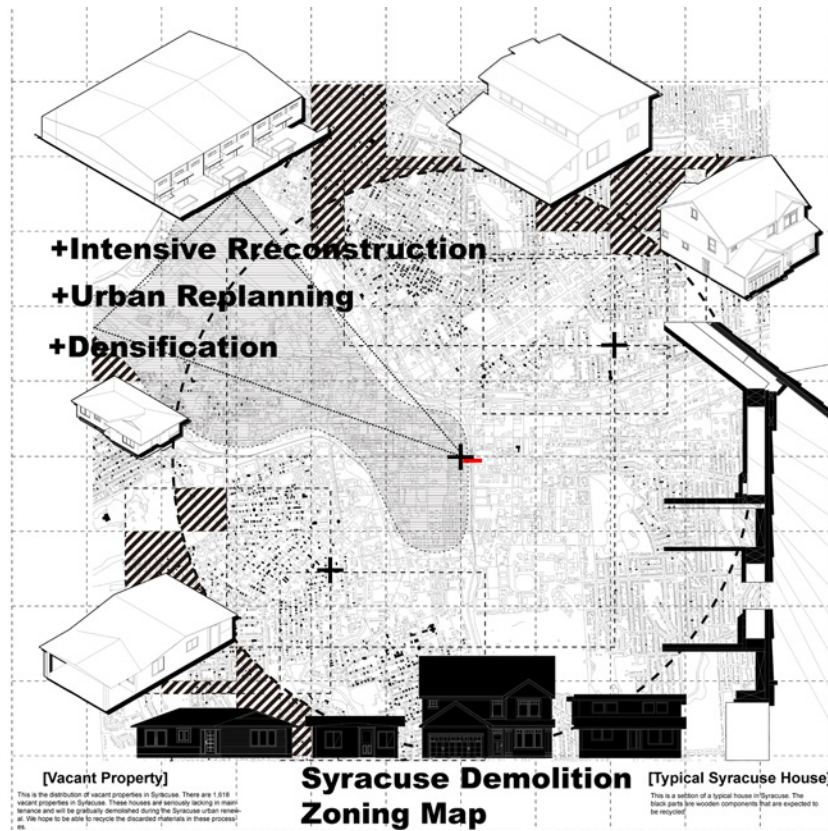 +Intensive Rreconstruction
+Urban Replanning
+Densification
[Vacant Property]
This is the distribution of vacant properties in Syracuse. There are 1,618
vacant properties in Syracuse. These houses are seriously lacking in main
tenance and will be gradually demolished during the Syracuse urban renew-
al. We hope to be able to recycle the discarded materials in these process-
es.
Syracuse Demolition
Zoning Map
[Typical Syracuse House]
This is a section of a typical house in Syracuse. The
black parts are wooden components that are expected to
be recycled